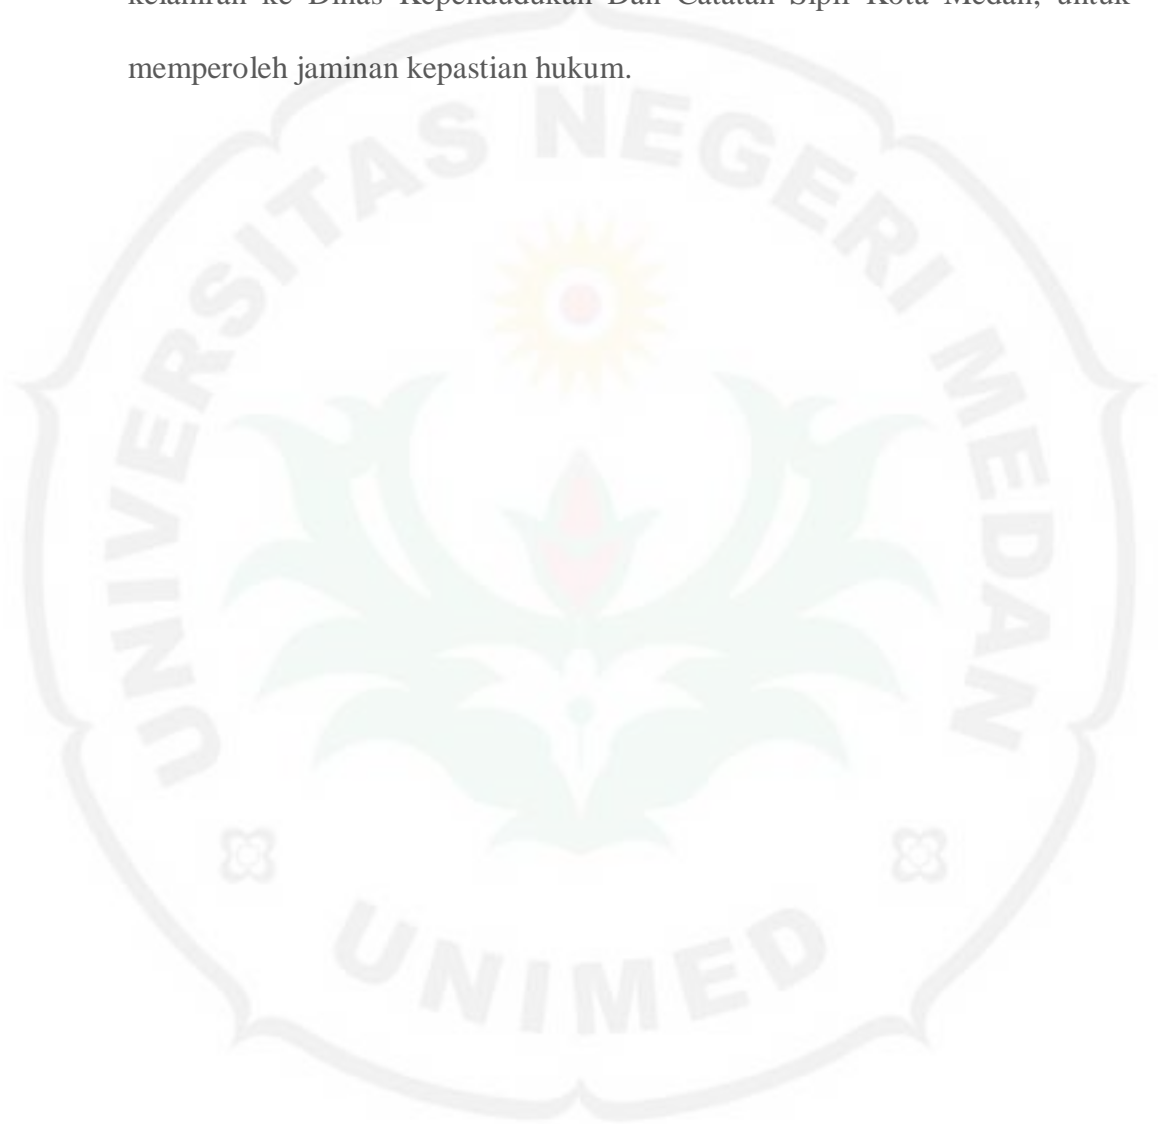 kelahiran ke Dinas Kependudukan Dan Catatan Sipil Kota Medan, untuk
memperoleh jaminan kepastian hukum.
UNIVERSITAS NEGERI MEDAN
UNIMED